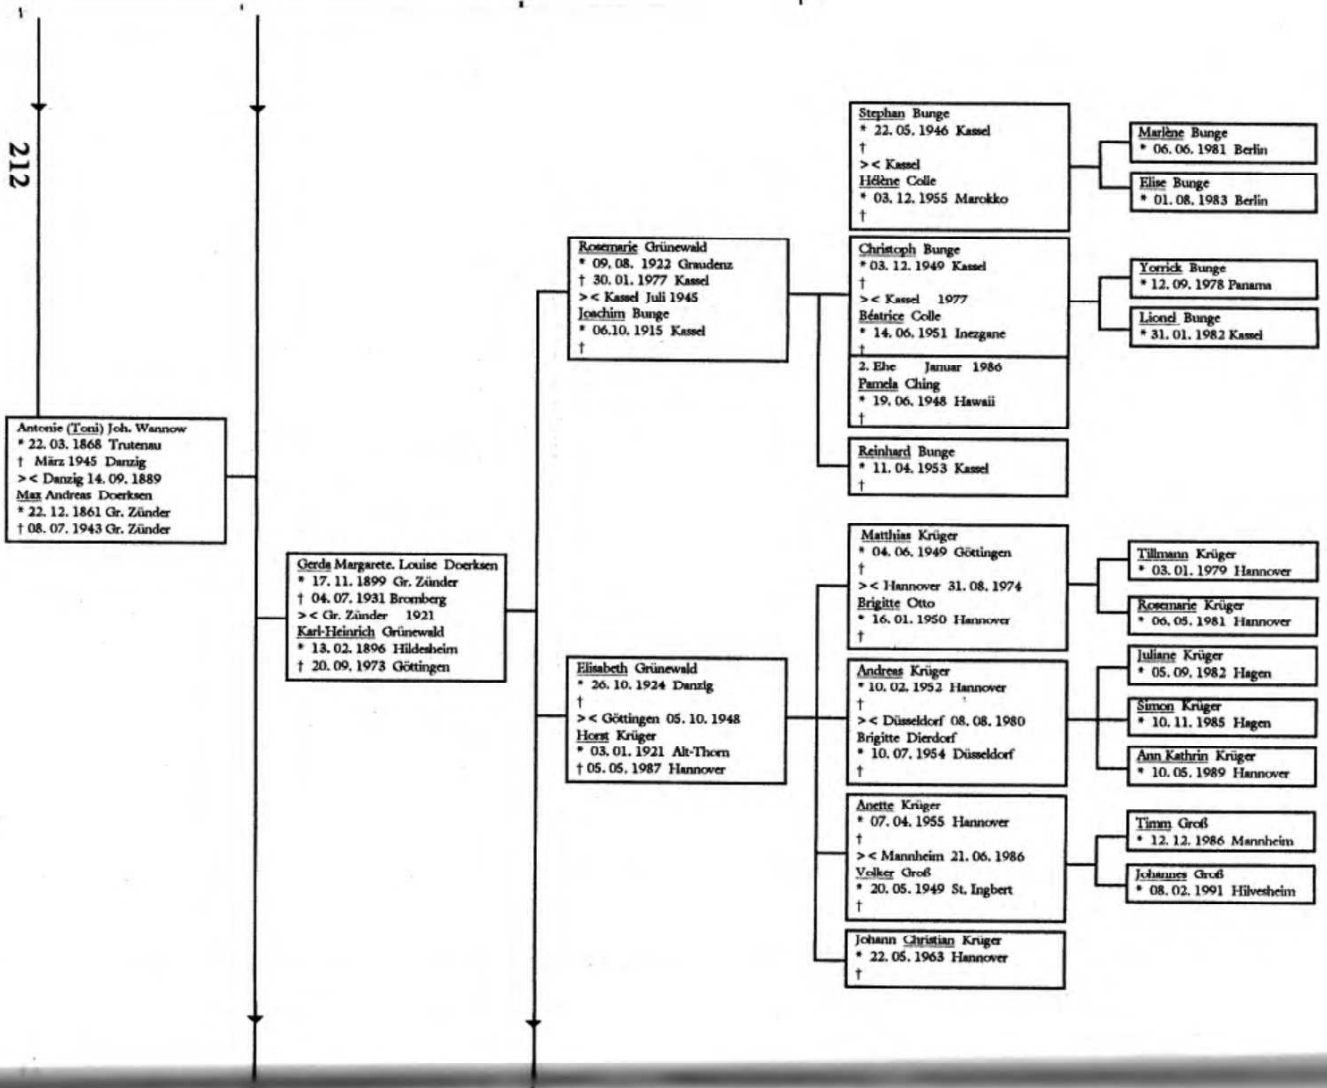 212
Antonie (Toni) Joh. Wannow
* 22. 03. 1868 Trutenau
† März 1945 Danzig
>< Danzig 14. 09. 1889
Max Andreas Doerksen
* 22. 12. 1861 Gr. Zünder
† 08. 07. 1943 Gr. Zünder
Gerda Margarete. Louise Doerksen
* 17. 11. 1899 Gr. Zünder
† 04. 07. 1931 Bromberg
>< Gr. Zünder 1921
Karl-Heinrich Grünewald
* 13. 02. 1896 Hildesheim
† 20. 09. 1973 Göttingen
Rosemarie Grünewald
* 09. 08. 1922 Graudenz
† 30. 01. 1977 Kassel
>< Kassel Juli 1945
Joachim Bunge
* 06.10. 1915 Kassel
†
Stephan Bunge
* 22. 05. 1946 Kassel
†
>< Kassel
Hélène Colle
* 03. 12. 1955 Marokko
†
Marlène Bunge
* 06. 06. 1981 Berlin
Elise Bunge
* 01. 08. 1983 Berlin
Christoph Bunge
* 03. 12. 1949 Kassel
†
>< Kassel 1977
Béatrice Colle
* 14. 06. 1951 Inezgane
†
2. Ehe Januar 1986
Pamela Ching
* 19. 06. 1948 Hawaii
†
Yorrick Bunge
* 12. 09. 1978 Panama
Lionel Bunge
* 31. 01. 1982 Kassel
Reinhard Bunge
* 11. 04. 1953 Kassel
†
Elisabeth Grünewald
* 26. 10. 1924 Danzig
†
>< Göttingen 05. 10. 1948
Horst Krüger
* 03. 01. 1921 Alt-Thorn
† 05. 05. 1987 Hannover
Matthias Krüger
* 04. 06. 1949 Göttingen
†
>< Hannover 31. 08. 1974
Brigitte Otto
* 16. 01. 1950 Hannover
†
Tillmann Krüger
* 03. 01. 1979 Hannover
Rosemarie Krüger
* 06. 05. 1981 Hannover
Andreas Krüger
* 10. 02. 1952 Hannover
†
>< Düsseldorf 08. 08. 1980
Brigitte Dierdorf
* 10. 07. 1954 Düsseldorf
†
Juliane Krüger
* 05. 09. 1982 Hagen
Simon Krüger
* 10. 11. 1985 Hagen
Ann Kathrin Krüger
* 10. 05. 1989 Hannover
Anette Krüger
* 07. 04. 1955 Hannover
†
>< Mannheim 21. 06. 1986
Volker Groß
* 20. 05. 1949 St. Ingbert
†
Timm Groß
* 12. 12. 1986 Mannheim
Johannes Groß
* 08. 02. 1991 Hilvesheim
Johann Christian Krüger
* 22. 05. 1963 Hannover
†